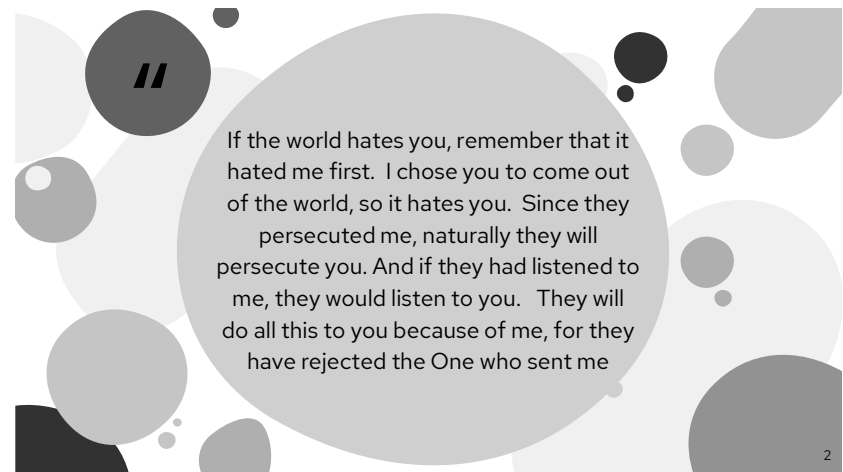 “
If the world hates you, remember that it
hated me first.  I chose you to come out
of the world, so it hates you.  Since they
persecuted me, naturally they will
persecute you. And if they had listened to
me, they would listen to you.   They will
do all this to you because of me, for they
have rejected the One who sent me
2